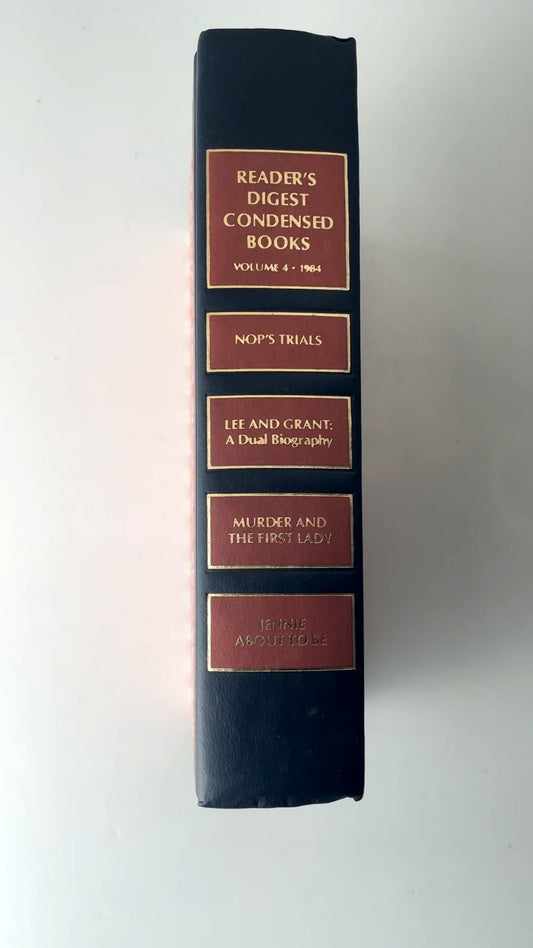 READER'S
DIGEST
CONDENSED
BOOKS
VOLUME 4 • 1984
NOP'S TRIALS
LEE AND GRANT:
A Dual Biography
MURDER AND
THE FIRST LADY
JENNIE
ABOUT TO BE